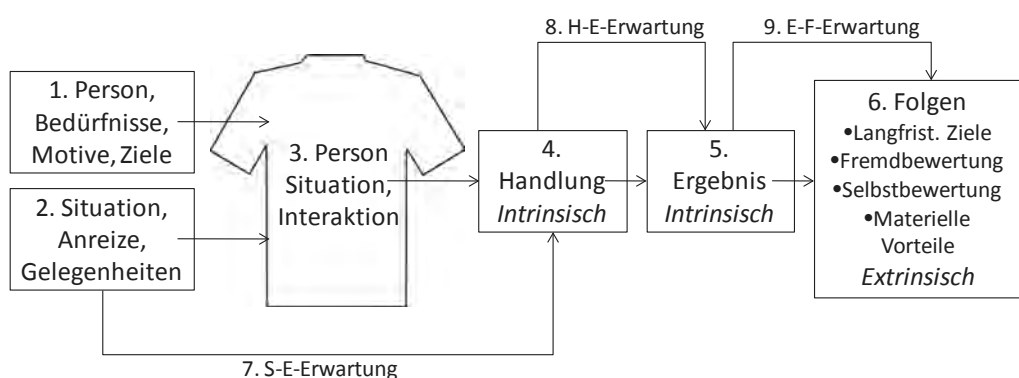 8. H-E-Erwartung
9. E-F-Erwartung
1. Person,
Bedürfnisse,
Motive, Ziele
2. Situation,
Anreize,
Gelegenheiten
3. Person
Situation,
Interaktion
4.
Handlung
Intrinsisch
5.
Ergebnis
Intrinsisch
6. Folgen
•Langfrist. Ziele
•Fremdbewertung
•Selbstbewertung
•Materielle
Vorteile
Extrinsisch
7. S-E-Erwartung